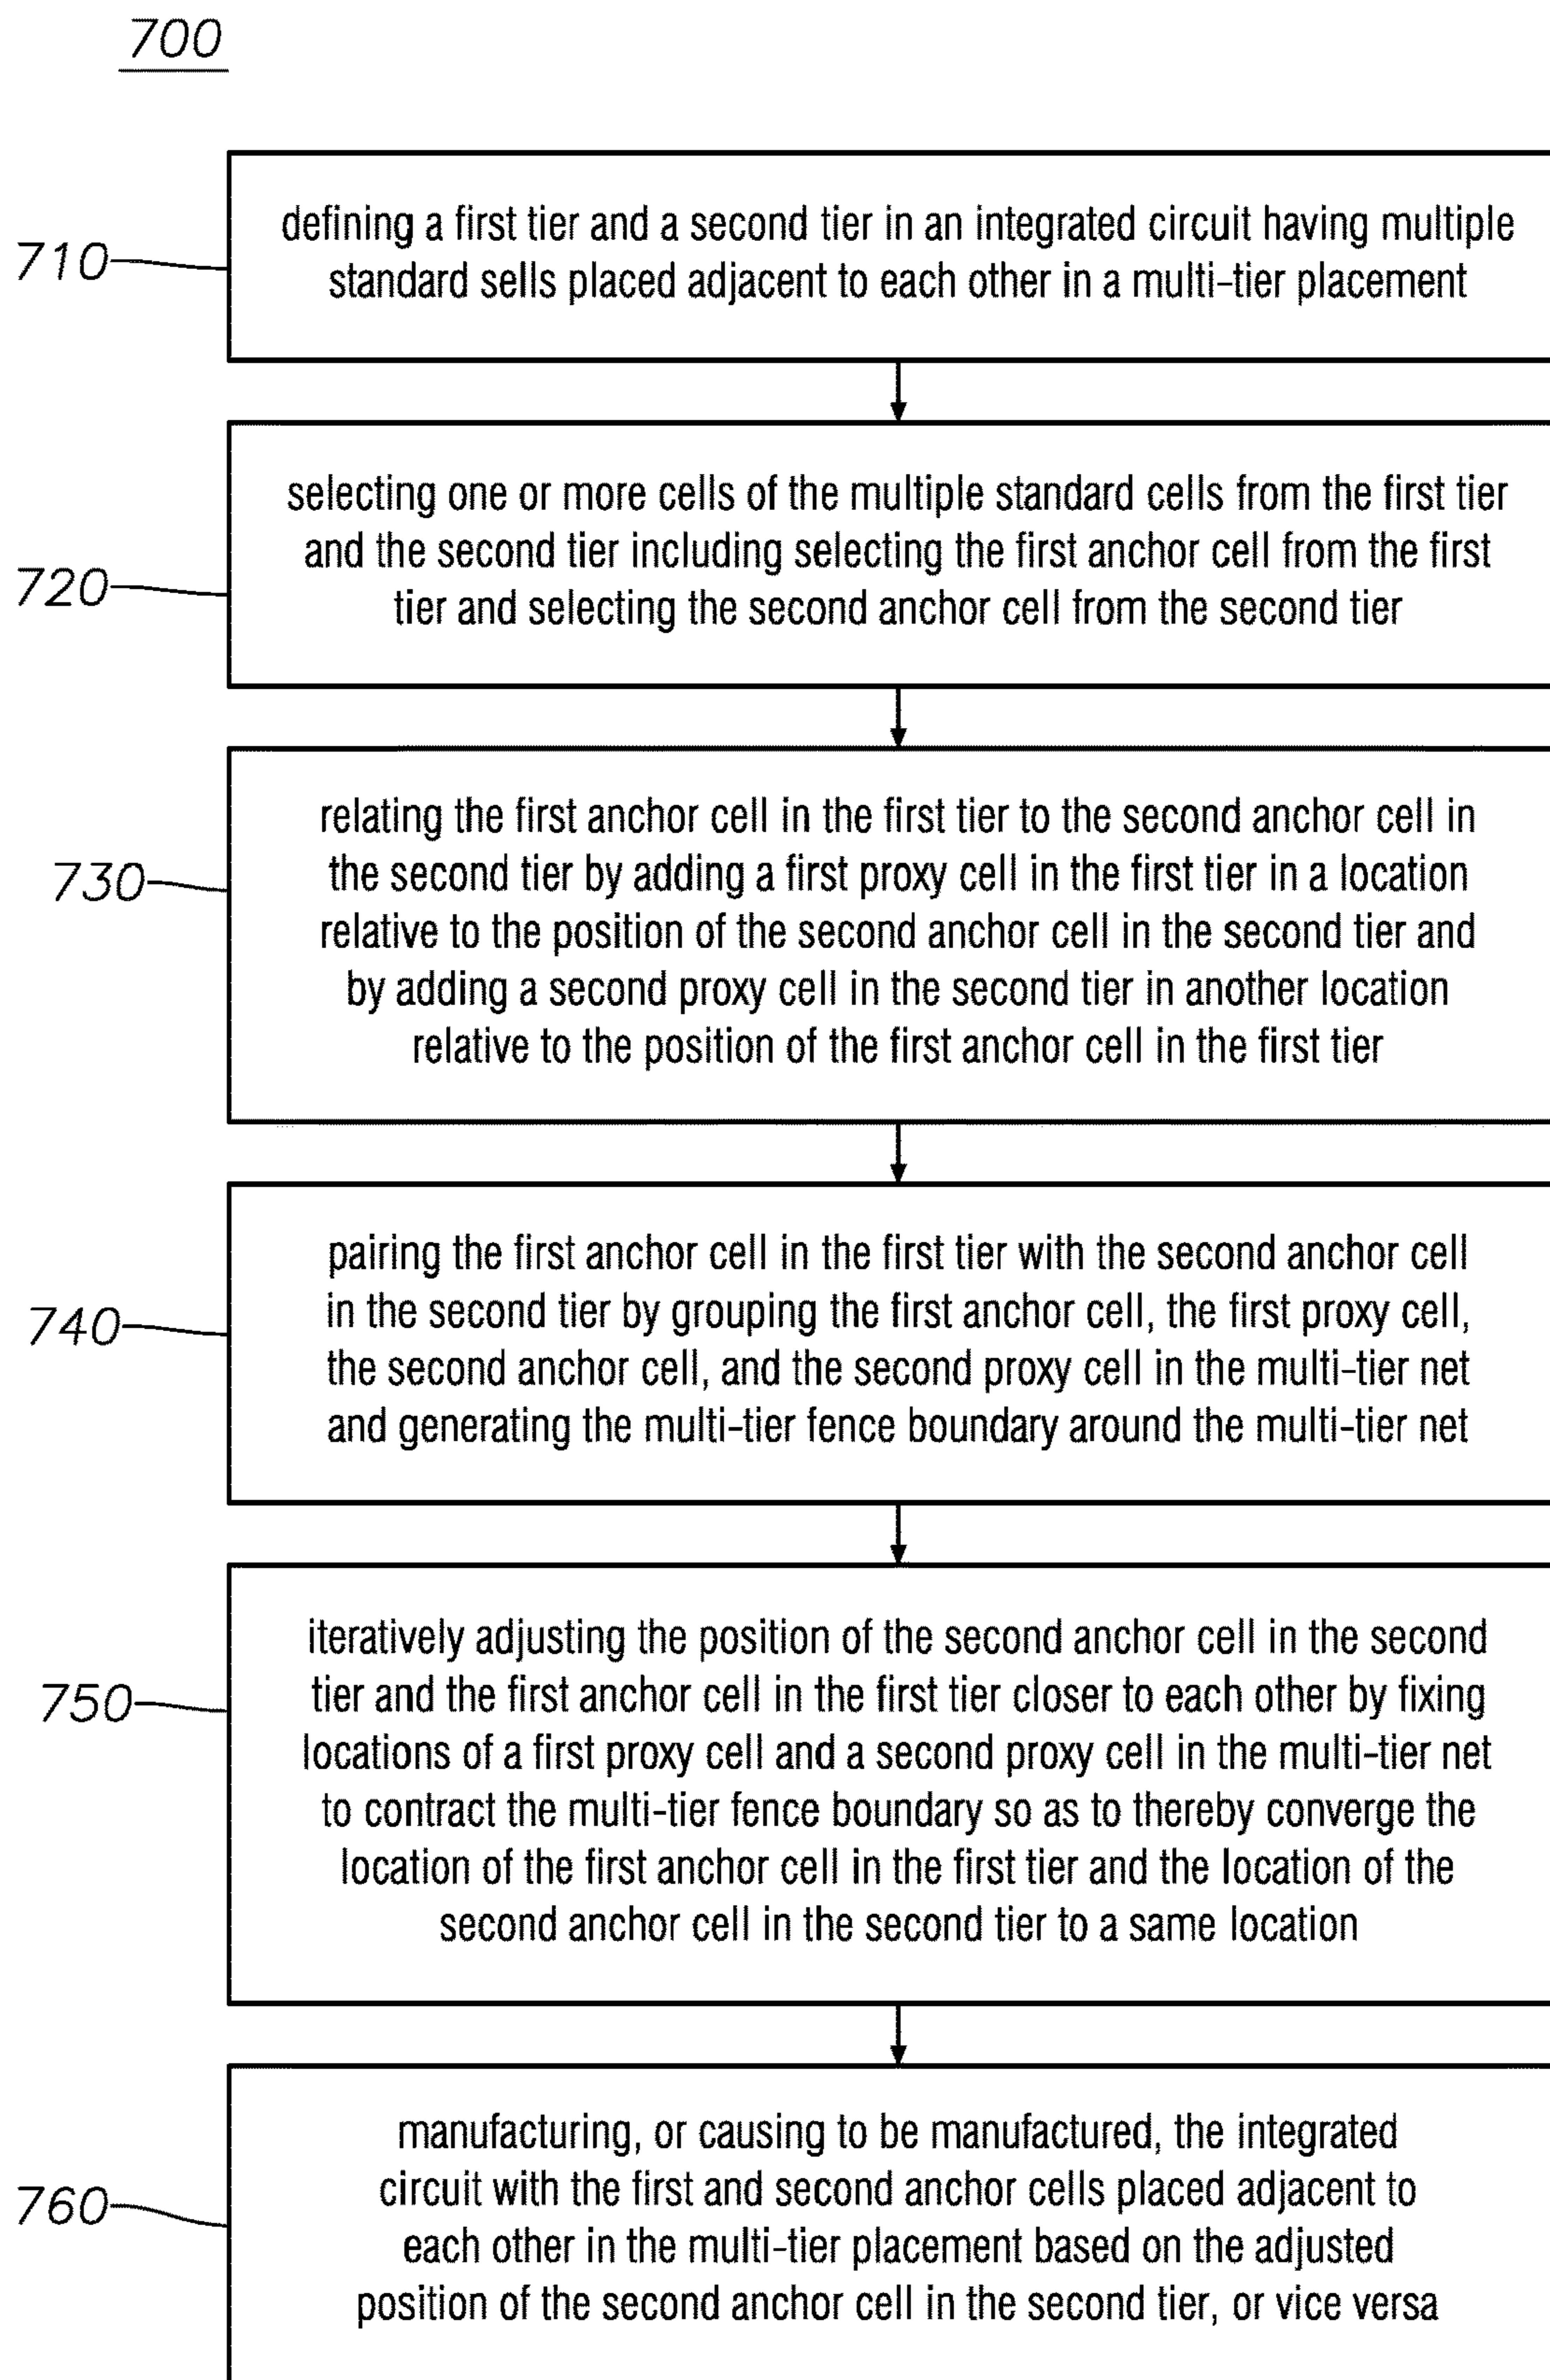 700
710
defining a first tier and a second tier in an integrated circuit having multiple
standard sells placed adjacent to each other in a multi-tier placement
720
selecting one or more cells of the multiple standard cells from the first tier
and the second tier including selecting the first anchor cell from the first
tier and selecting the second anchor cell from the second tier
730
relating the first anchor cell in the first tier to the second anchor cell in
the second tier by adding a first proxy cell in the first tier in a location
relative to the position of the second anchor cell in the second tier and
by adding a second proxy cell in the second tier in another location
relative to the position of the first anchor cell in the first tier
740
pairing the first anchor cell in the first tier with the second anchor cell
in the second tier by grouping the first anchor cell, the first proxy cell,
the second anchor cell, and the second proxy cell in the multi-tier net
and generating the multi-tier fence boundary around the multi-tier net
750
iteratively adjusting the position of the second anchor cell in the second
tier and the first anchor cell in the first tier closer to each other by fixing
locations of a first proxy cell and a second proxy cell in the multi-tier net
to contract the multi-tier fence boundary so as to thereby converge the
location of the first anchor cell in the first tier and the location of the
second anchor cell in the second tier to a same location
760
manufacturing, or causing to be manufactured, the integrated
circuit with the first and second anchor cells placed adjacent to
each other in the multi-tier placement based on the adjusted
position of the second anchor cell in the second tier, or vice versa